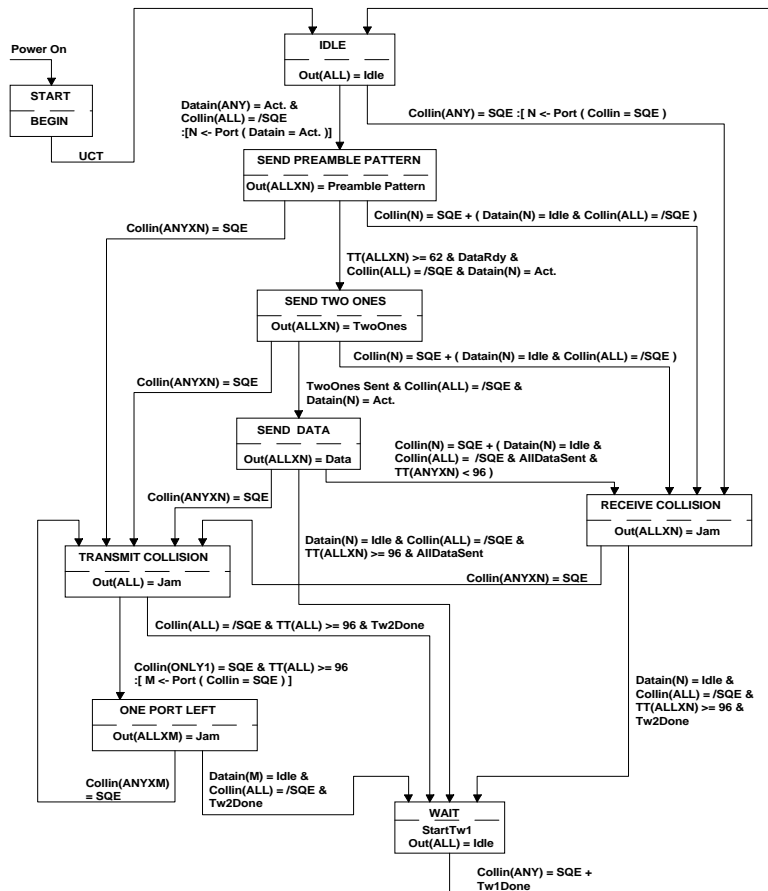 IDLE
Out(ALL) = Idle
Power On
START
BEGIN
UCT
Datain(ANY) = Act. &
Collin(ALL) = /SQE
:[N <- Port ( Datain = Act. )]
Collin(ANY) = SQE :[ N <- Port ( Collin = SQE )
SEND PREAMBLE PATTERN
Out(ALLXN) = Preamble Pattern
Collin(ANYXN) = SQE
Collin(N) = SQE + ( Datain(N) = Idle & Collin(ALL) = /SQE )
TT(ALLXN) >= 62 & DataRdy &
Collin(ALL) = /SQE & Datain(N) = Act.
SEND TWO ONES
Out(ALLXN) = TwoOnes
Collin(N) = SQE + ( Datain(N) = Idle & Collin(ALL) = /SQE )
Collin(ANYXN) = SQE
TwoOnes Sent & Collin(ALL) = /SQE &
Datain(N) = Act.
SEND DATA
Out(ALLXN) = Data
Collin(N) = SQE + ( Datain(N) = Idle &
Collin(ALL) = /SQE & AllDataSent &
TT(ANYXN) < 96 )
Collin(ANYXN) = SQE
RECEIVE COLLISION
Out(ALLXN) = Jam
Datain(N) = Idle & Collin(ALL) = /SQE &
TT(ALLXN) >= 96 & AllDataSent
TRANSMIT COLLISION
Out(ALL) = Jam
Collin(ANYXN) = SQE
Collin(ALL) = /SQE & TT(ALL) >= 96 & Tw2Done
Collin(ONLY1) = SQE & TT(ALL) >= 96
:[ M <- Port ( Collin = SQE ) ]
Datain(N) = Idle &
Collin(ALL) = /SQE &
TT(ALLXN) >= 96 &
Tw2Done
ONE PORT LEFT
Out(ALLXM) = Jam
Collin(ANYXM)
= SQE
Datain(M) = Idle &
Collin(ALL) = /SQE &
Tw2Done
WAIT
StartTw1
Out(ALL) = Idle
Collin(ANY) = SQE +
Tw1Done